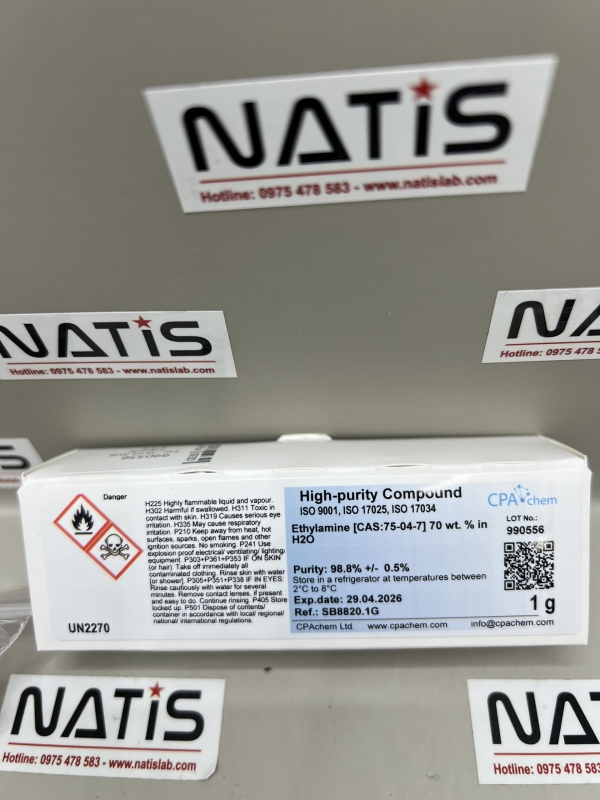 NATIS
Hotline: 0975 478 583 - www.natislab.com
NATIS
Hotline: 0975 478 583 - www.natislab.com
NA
Hotline: 0975 478 5
Danger
H225 Highly flammable liquid and vapour.
H302 Harmful if swallowed. H311 Toxic in
contact with skin. H319 Causes serious eye
irritation. H335 May cause respiratory
irritation. P210 Keep away from heat, hot
surfaces, sparks, open flames and other
ignition sources. No smoking. P241 Use
explosion proof electrical/ ventilating/ lighting/
equipment. P303+P361+P353 IF ON SKIN
(or hair): Take off immediately all
contaminated clothing. Rinse skin with water
[or shower]. P305+P351+P338 IF IN EYES:
Rinse cautiously with water for several
minutes. Remove contact lenses, if present
and easy to do. Continue rinsing. P405 Store
locked up. P501 Dispose of contents/
container in accordance with local/ regional/
national/ international regulations.
UN2270
High-purity Compound
ISO 9001, ISO 17025, ISO 17034
Ethylamine [CAS:75-04-7] 70 wt. % in
H2O
Purity: 98.8% +/- 0.5%
Store in a refrigerator at temperatures between
2°C to 8°C
Exp.date: 29.04.2026
Ref.: SB8820.1G
CPAchem Ltd. www.cpachem.com info@cpachem.com
CPAchem
LOT No.:
990556
1 g
NATIS
Hotline: 0975 478 583 - www.natislab.com
NAT
Hotline: 0975 478 583